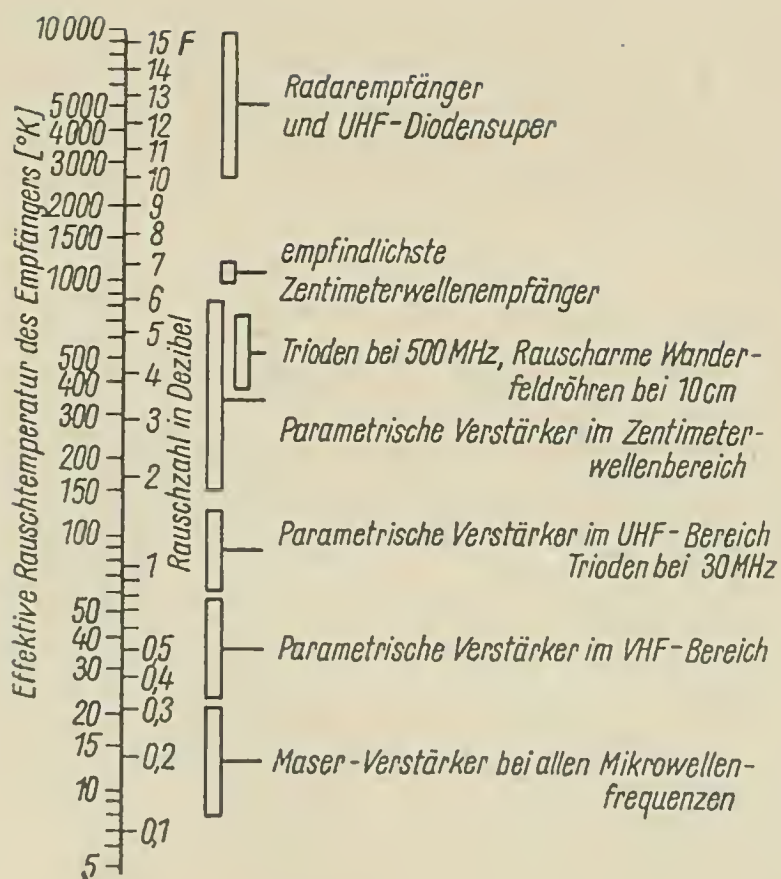 Effektive Rauschtemperatur des Empfängers [°K]
10 000
5000
4000
3000
2000
1500
1000
500
400
300
200
150
100
50
40
30
20
15
10
5
15 F
14
13
12
11
10
9
8
7
6
5
4
3
2
1
0,5
0,4
0,3
0,2
0,1
Rauschzahl in Dezibel
Radarempfänger
und UHF-Diodensuper
empfindlichste
Zentimeterwellenempfänger
Trioden bei 500 MHz, Rauscharme Wander-
feldröhren bei 10 cm
Parametrische Verstärker im Zentimeter-
wellenbereich
Parametrische Verstärker im UHF-Bereich
Trioden bei 30 MHz
Parametrische Verstärker im VHF-Bereich
Maser-Verstärker bei allen Mikrowellen-
frequenzen